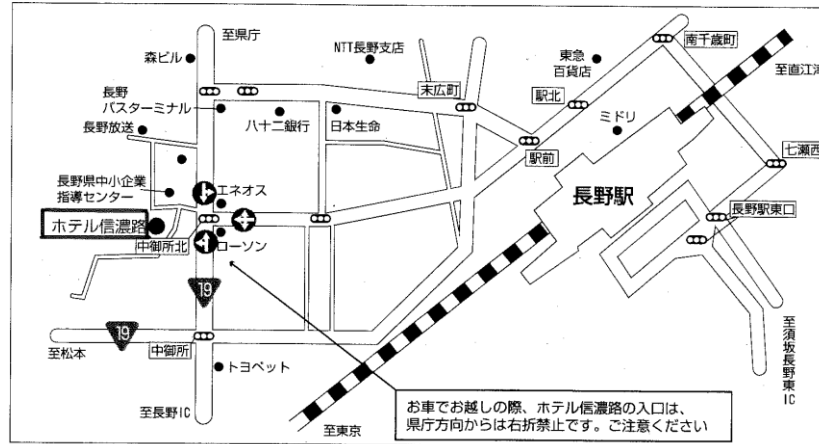 至県庁
森ビル
NTT長野支店
東急
百貨店
南千歳町
至直江津
長野
バスターミナル
末広町
駅北
長野放送
八十二銀行
日本生命
ミドリ
駅前
七瀬西
長野県中小企業
指導センター
エネオス
長野駅
長野駅東口
ホテル信濃路
中御所北
ローソン
19
19
至松本
中御所
トヨペット
至須坂長野東IC
至長野IC
至東京
お車でお越しの際、ホテル信濃路の入口は、
県庁方向からは右折禁止です。ご注意ください